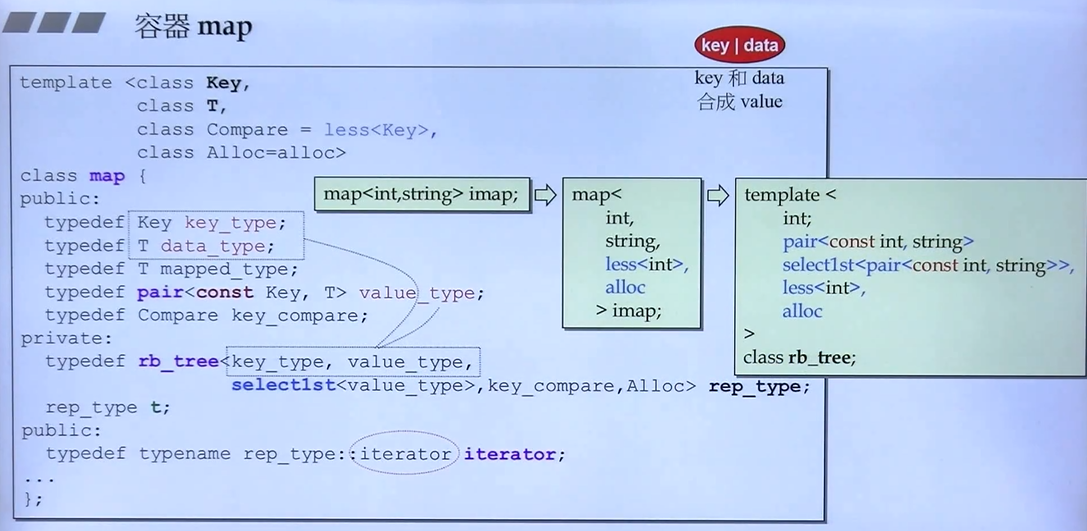 容器 map
key | data
key 和 data
合成 value
template <class Key,
class T,
class Compare = less<Key>,
class Alloc=alloc>
class map {
public:
typedef Key key_type;
typedef T data_type;
typedef T mapped_type;
typedef pair<const Key, T> value_type;
typedef Compare key_compare;
private:
typedef rb_tree<key_type, value_type,
select1st<value_type>,key_compare,Alloc> rep_type;
rep_type t;
public:
typedef typename rep_type::iterator iterator;
...
};
map<int,string> imap;
map<
int,
string,
less<int>,
alloc
> imap;
template <
int;
pair<const int, string>
select1st<pair<const int, string>>,
less<int>,
alloc
>
class rb_tree;